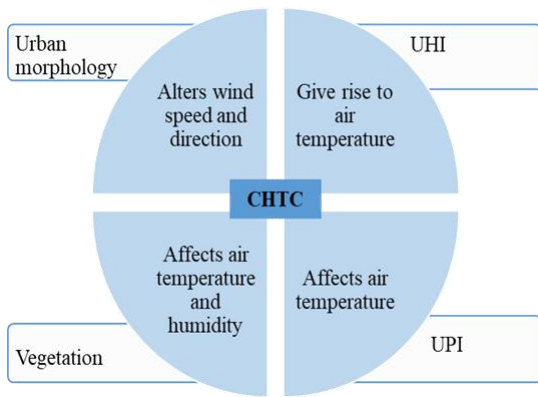 Urban
morphology
UHI
Alters wind
speed and
direction
Give rise to
air
temperature
CHTC
Affects air
temperature
and
humidity
Affects air
temperature
Vegetation
UPI